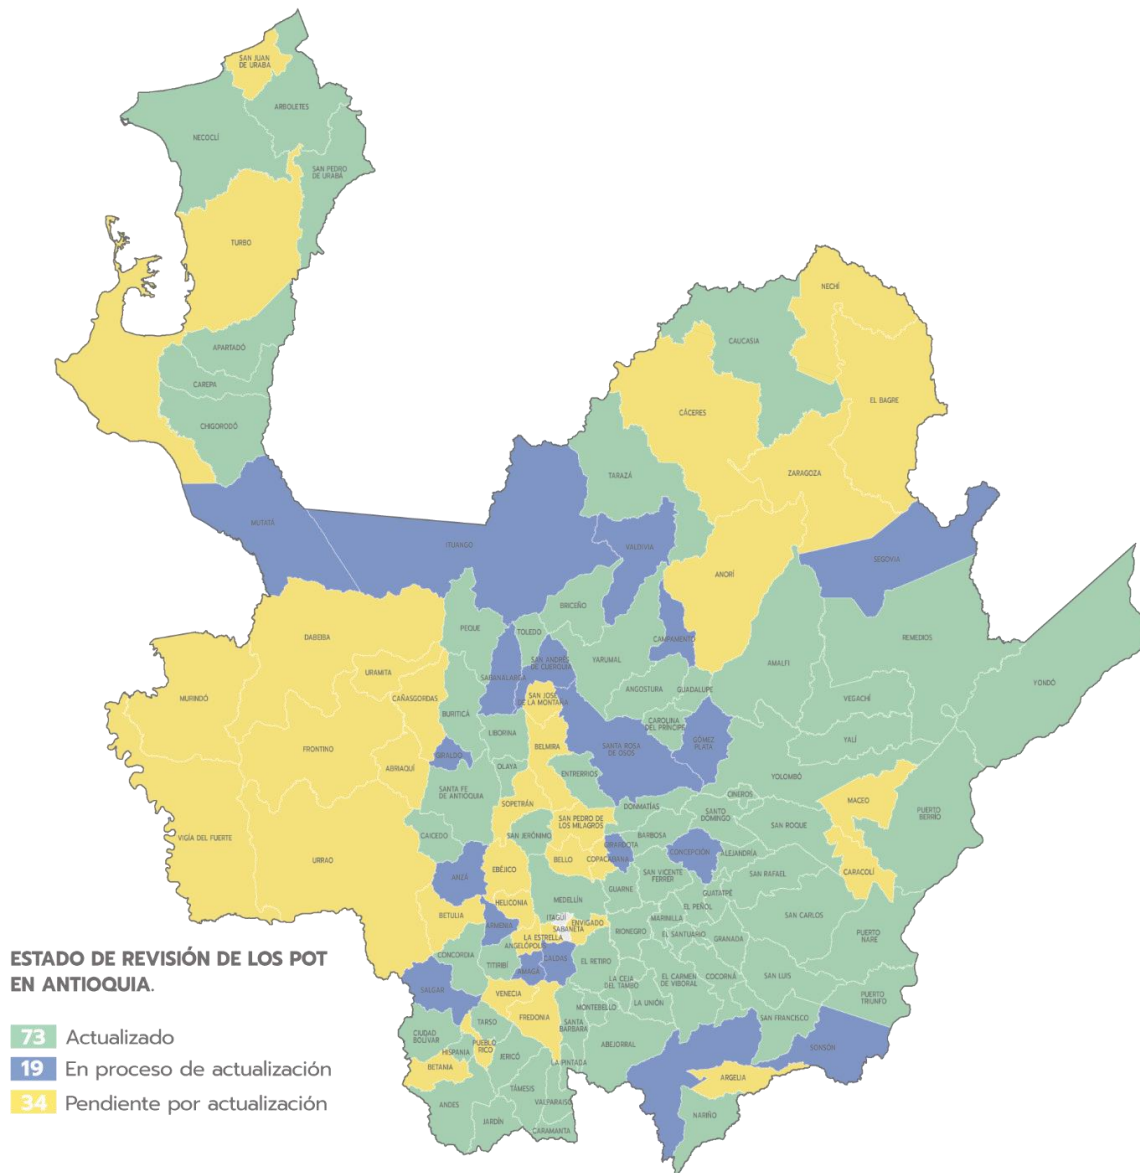 SAN JUAN
DE URABA
ARBOLETES
NECOCLÍ
SAN PEDRO
DE URABÁ
TURBO
NECHÍ
CAUCASIA
APARTADÓ
CAREPA
EL BAGRE
CÁCERES
CHIGORODÓ
TARAZÁ
ZARAGOZA
MUTATÁ
ITUANGO
VALDIVIA
SEGOVIA
ANORÍ
BRICEÑO
PEQUE
TOLEDO
DABEIBA
CAMPAMENTO
REMEDIOS
SAN ANDRÉS
DE CUERQUIA
YARUMAL
AMALFI
URAMITA
SABANALARGA
YONDÓ
MURINDÓ
CAÑASGORDAS
SAN JOSÉ
DE LA MONTAÑA
ANGOSTURA
GUADALUPE
VEGACHÍ
BURITICÁ
CAROLINA
DEL PRÍNCIPE
LIBORINA
GÓMEZ
PLATA
YALÍ
FRONTINO
BELMIRA
SANTA ROSA
DE OSOS
GIRALDO
ABRIAQUÍ
OLAYA
ENTRERRIOS
YOLOMBÓ
SANTA FE
DE ANTIOQUIA
CISNEROS
SOPETRÁN
DONMATÍAS
SANTO
DOMINGO
MACEO
PUERTO
BERRÍO
SAN PEDRO DE
LOS MILAGROS
SAN ROQUE
VIGÍA DEL FUERTE
CAICEDO
SAN JERÓNIMO
BARBOSA
GIRARDOTA
CONCEPCIÓN
ALEJANDRÍA
URRAO
BELLO
COPACABANA
EBÉJICO
SAN VICENTE
FERRER
SAN RAFAEL
CARACOLÍ
ANZÁ
GUARNE
GUATAPÉ
HELICONIA
MEDELLÍN
EL PEÑOL
BETULIA
ITAGÜÍ
MARINILLA
SAN CARLOS
ARMENIA
ENVIGADO
SABANETA
RIONEGRO
EL SANTUARIO
GRANADA
PUERTO
NARE
LA ESTRELLA
ANGELÓPOLIS
CONCORDIA
TITIRIBÍ
CALDAS
EL RETIRO
AMAGÁ
LA CEJA
DEL TAMBO
EL CARMEN
DE VIBORAL
COCORNÁ
SAN LUIS
SALGAR
VENECIA
PUERTO
TRIUNFO
MONTEBELLO
LA UNIÓN
FREDONIA
SANTA
BARBARA
SAN FRANCISCO
TARSO
CIUDAD
BOLÍVAR
PUEBLO
RICO
ABEJORRAL
SONSÓN
HISPANIA
JERICÓ
BETANIA
LA PINTADA
ARGELIA
TÁMESIS
ANDES
VALPARAISO
NARIÑO
JARDÍN
CARAMANTA
ESTADO DE REVISIÓN DE LOS POT
EN ANTIOQUIA.
73 Actualizado
19 En proceso de actualización
34 Pendiente por actualización